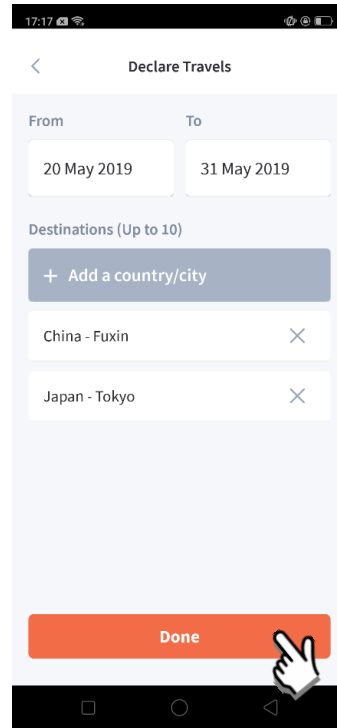 17:17
Declare Travels
From To
20 May 2019 31 May 2019
Destinations (Up to 10)
+ Add a country/city
China - Fuxin
Japan - Tokyo
Done